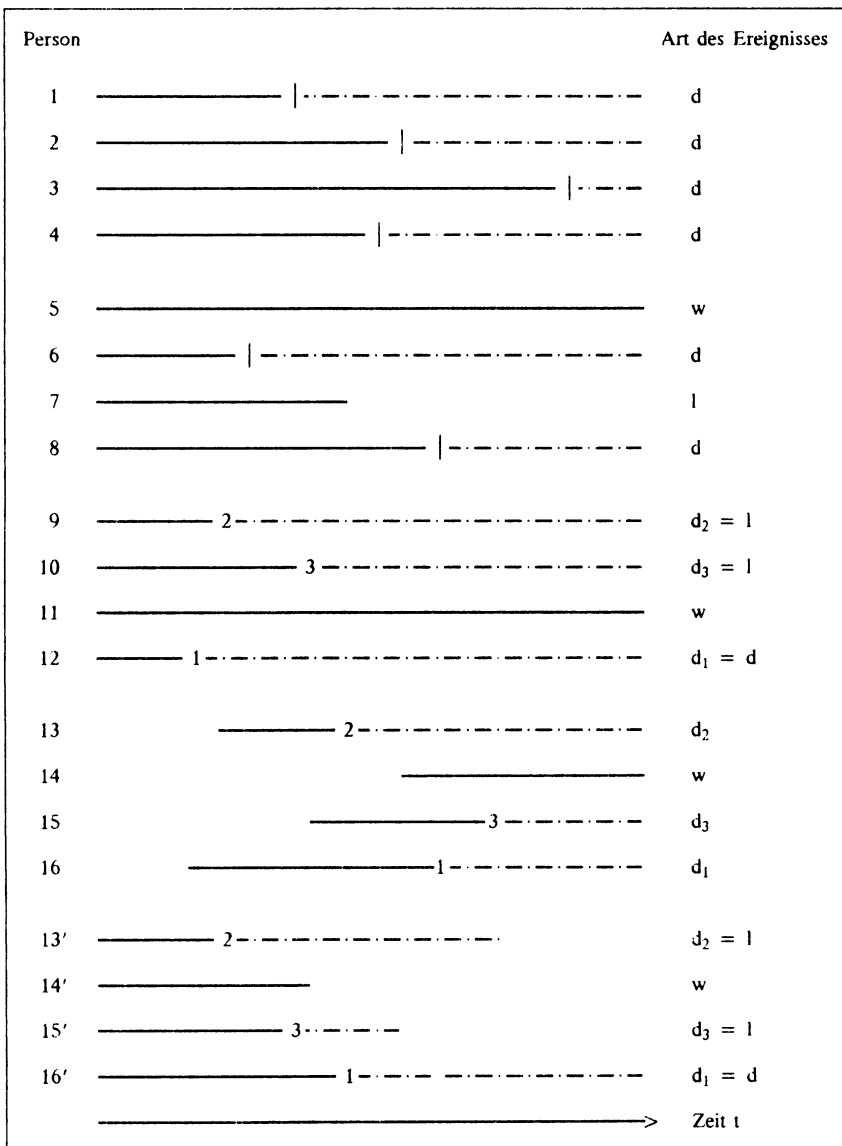 Person Art des Ereignisses
1 d
2 d
3 d
4 d
5 w
6 d
7 l
8 d
9 2 d₂ = l
10 3 d₃ = l
11 w
12 1 d₁ = d
13 2 d₂
14 w
15 3 d₃
16 1 d₁
13′ 2 d₂ = l
14′ w
15′ 3 d₃ = l
16′ 1 d₁ = d
Zeit t